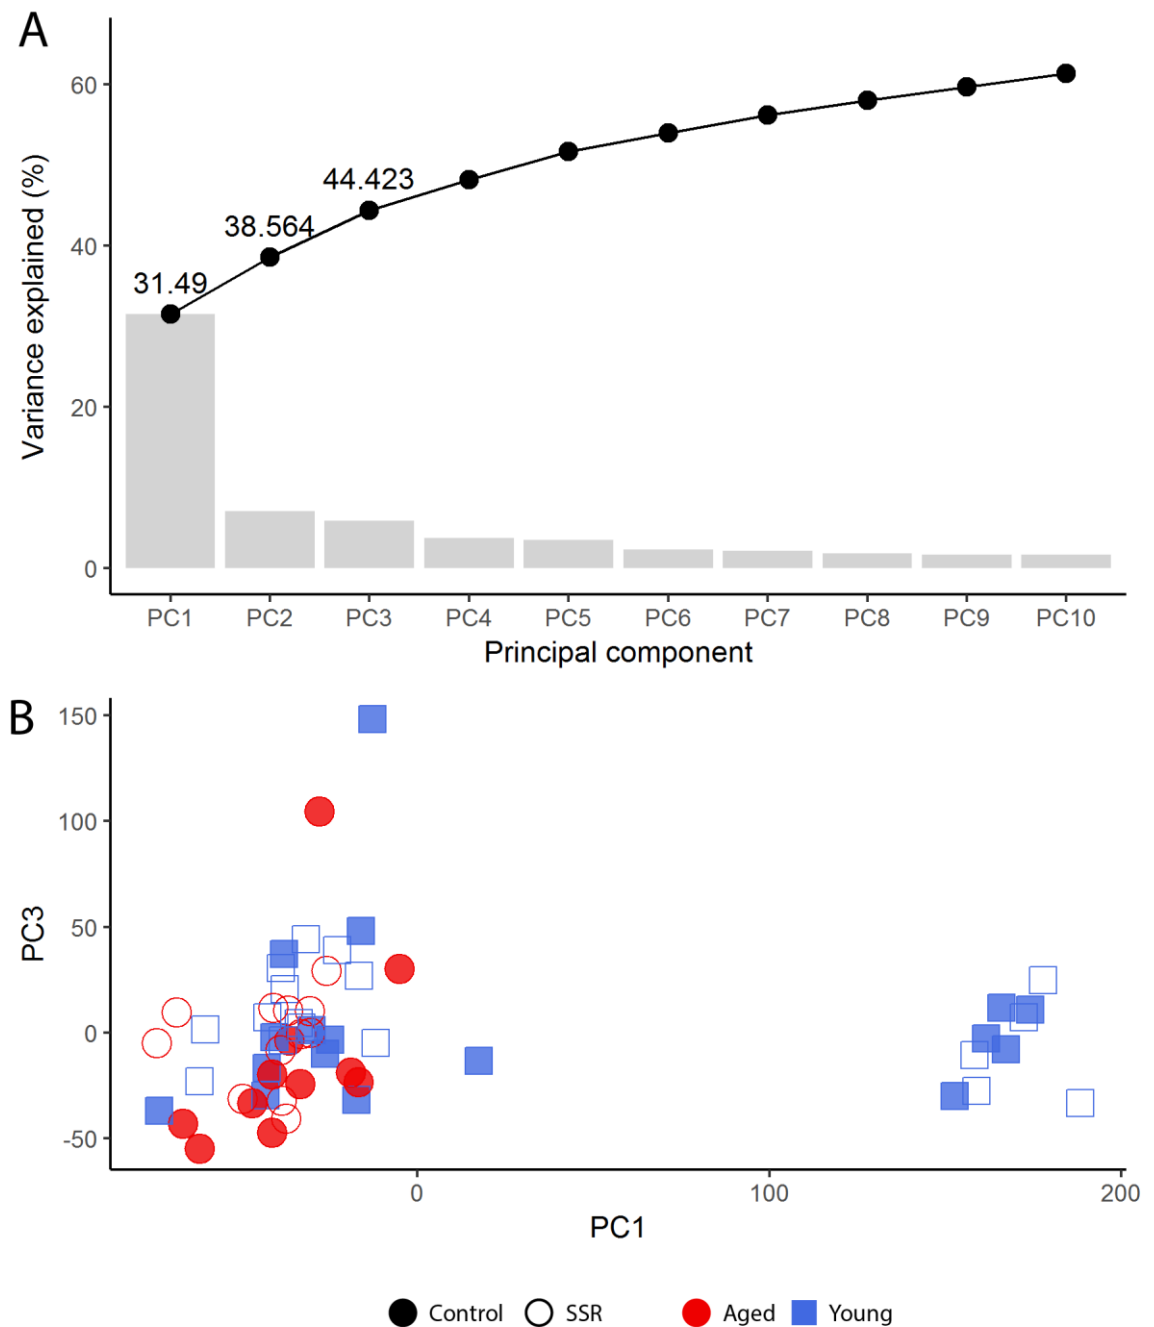 A
Variance explained (%)
60
40
20
0
31.49
38.564
44.423
PC1 PC2 PC3 PC4 PC5 PC6 PC7 PC8 PC9 PC10
Principal component
B
PC3
150
100
50
0
-50
0 100 200
PC1
Control SSR Aged Young